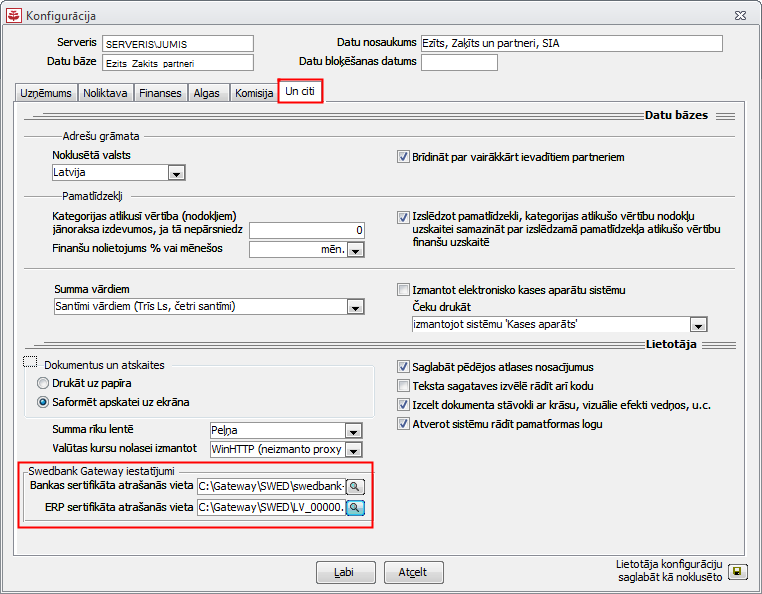 Konfigurācija
Serveris SERVERIS\JUMIS
Datu nosaukums Ezīts, Zaķīts un partneri, SIA
Datu bāze Ezits_Zakits_partneri
Datu bloķēšanas datums
Uzņēmums Noliktava Finanses Algas Komisija Un citi
Datu bāzes
Adrešu grāmata
Noklusētā valsts
Latvija
Brīdināt par vairākkārt ievadītiem partneriem
Pamatlīdzekļi
Kategorijas atlikusī vērtība (nodokļiem)
jānoraksa izdevumos, ja tā nepārsniedz 0
Finanšu nolietojums % vai mēnešos mēn.
Izslēdzot pamatlīdzekli, kategorijas atlikušo vērtību nodokļu
uzskaitei samazināt par izslēdzamā pamatlīdzekļa atlikušo vērtību
finanšu uzskaitē
Summa vārdiem
Santīmi vārdiem (Trīs Ls, četri santīmi)
Izmantot elektronisko kases aparātu sistēmu
Čeku drukāt
izmantojot sistēmu 'Kases aparāts'
Lietotāja
Dokumentus un atskaites
Drukāt uz papīra
Saformēt apskatei uz ekrāna
Summa rīku lentē Peļņa
Valūtas kursu nolasei izmantot WinHTTP (neizmanto proxy
Saglabāt pēdējos atlases nosacījumus
Teksta sagataves izvēlē rādīt arī kodu
Izcelt dokumenta stāvokli ar krāsu, vizuālie efekti vedņos, u.c.
Atverot sistēmu rādīt pamatformas logu
Swedbank Gateway iestatījumi
Bankas sertifikāta atrašanās vieta C:\Gateway\SWED\swedbank-
ERP sertifikāta atrašanās vieta C:\Gateway\SWED\LV_00000.
Labi
Atcelt
Lietotāja konfigurāciju
saglabāt kā noklusēto